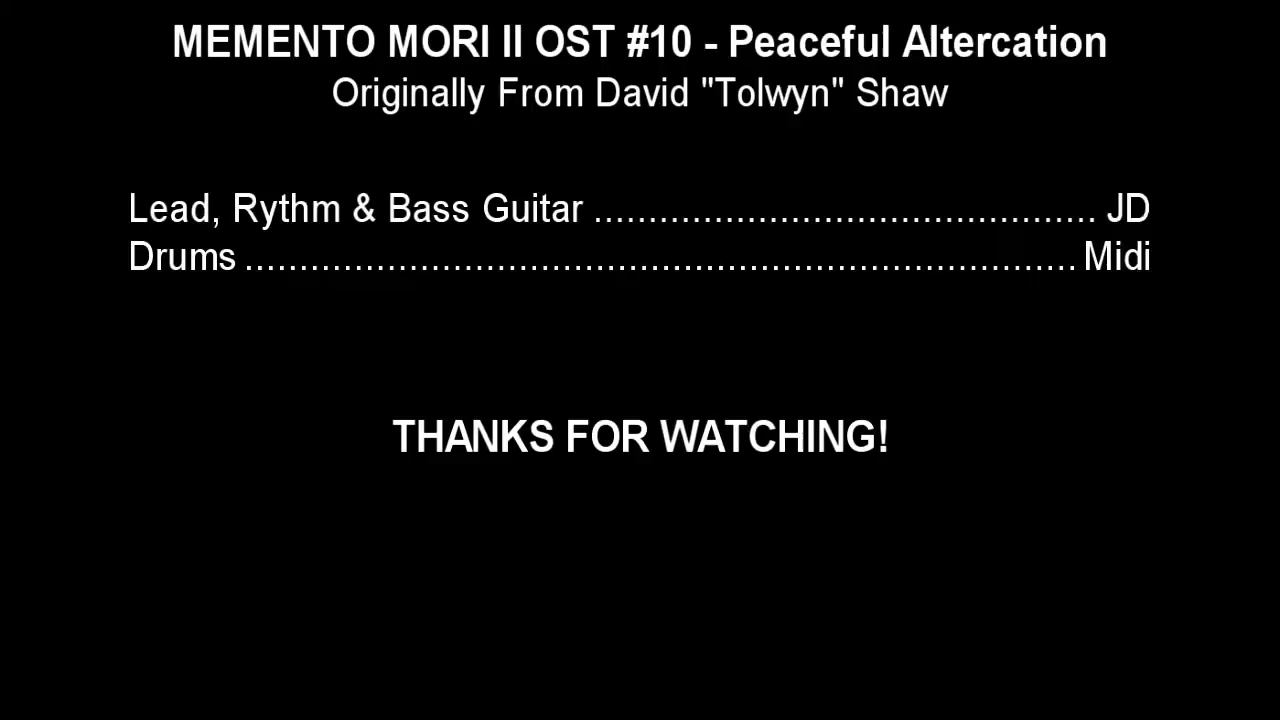 MEMENTO MORI II OST #10 - Peaceful Altercation
Originally From David "Tolwyn" Shaw
Lead, Rythm & Bass Guitar .............................................. JD
Drums ............................................................................ Midi
THANKS FOR WATCHING!